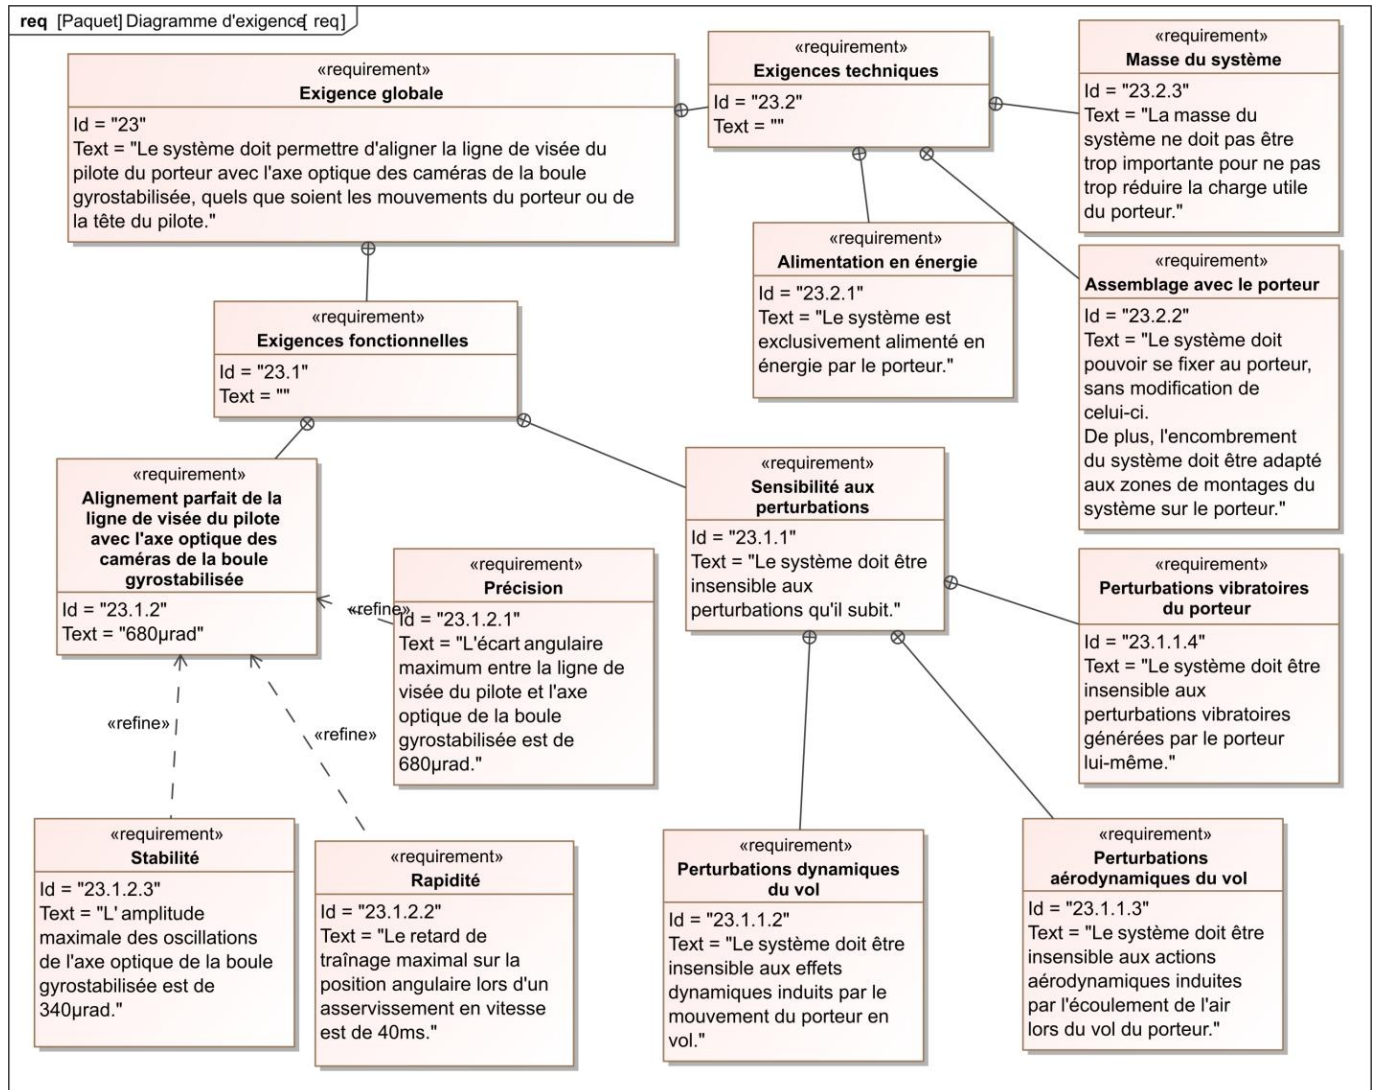 req [Paquet] Diagramme d'exigence[ req]
«requirement»
Exigence globale
Id = "23"
Text = "Le système doit permettre d'aligner la ligne de visée du
pilote du porteur avec l'axe optique des caméras de la boule
gyrostabilisée, quels que soient les mouvements du porteur ou de
la tête du pilote."
«requirement»
Exigences techniques
Id = "23.2"
Text = ""
«requirement»
Masse du système
Id = "23.2.3"
Text = "La masse du
système ne doit pas être
trop importante pour ne pas
trop réduire la charge utile
du porteur."
«requirement»
Alimentation en énergie
Id = "23.2.1"
Text = "Le système est
exclusivement alimenté en
énergie par le porteur."
«requirement»
Assemblage avec le porteur
Id = "23.2.2"
Text = "Le système doit
pouvoir se fixer au porteur,
sans modification de
celui-ci.
De plus, l'encombrement
du système doit être adapté
aux zones de montages du
système sur le porteur."
«requirement»
Exigences fonctionnelles
Id = "23.1"
Text = ""
«requirement»
Alignement parfait de la
ligne de visée du pilote
avec l'axe optique des
caméras de la boule
gyrostabilisée
Id = "23.1.2"
Text = "680µrad"
«refine»
«requirement»
Précision
Id = "23.1.2.1"
Text = "L'écart angulaire
maximum entre la ligne de
visée du pilote et l'axe
optique de la boule
gyrostabilisée est de
680µrad."
«requirement»
Sensibilité aux
perturbations
Id = "23.1.1"
Text = "Le système doit être
insensible aux
perturbations qu'il subit."
«requirement»
Perturbations vibratoires
du porteur
Id = "23.1.1.4"
Text = "Le système doit être
insensible aux
perturbations vibratoires
générées par le porteur
lui-même."
«refine»
«refine»
«requirement»
Stabilité
Id = "23.1.2.3"
Text = "L' amplitude
maximale des oscillations
de l'axe optique de la boule
gyrostabilisée est de
340µrad."
«requirement»
Rapidité
Id = "23.1.2.2"
Text = "Le retard de
traînage maximal sur la
position angulaire lors d'un
asservissement en vitesse
est de 40ms."
«requirement»
Perturbations dynamiques
du vol
Id = "23.1.1.2"
Text = "Le système doit être
insensible aux effets
dynamiques induits par le
mouvement du porteur en
vol."
«requirement»
Perturbations
aérodynamiques du vol
Id = "23.1.1.3"
Text = "Le système doit être
insensible aux actions
aérodynamiques induites
par l'écoulement de l'air
lors du vol du porteur."